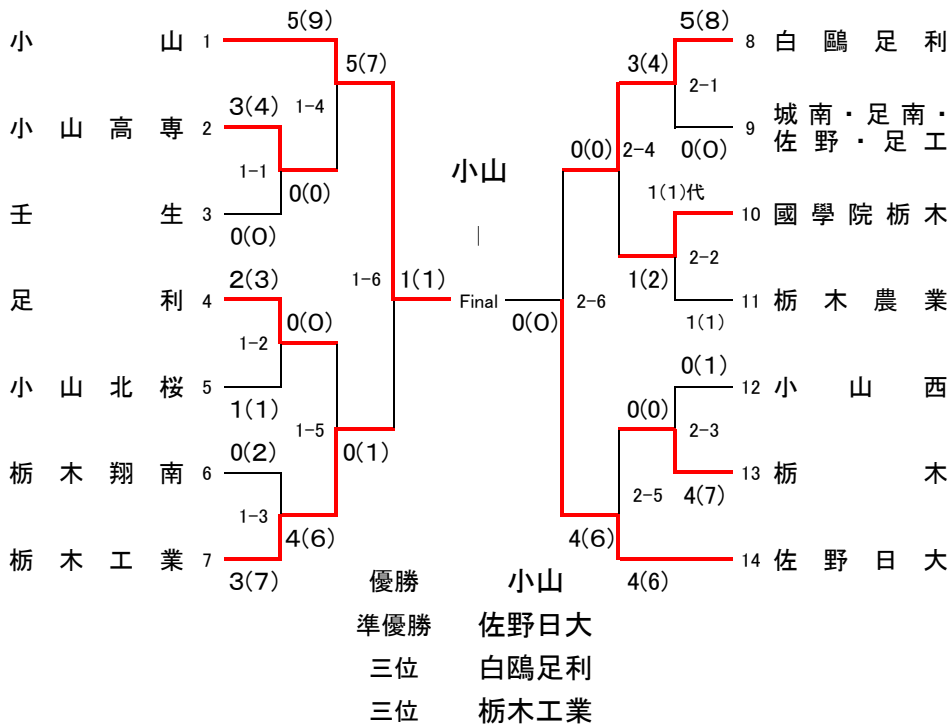 5(9)
小山 1
5(7)
1-4
3(4)
小山高専 2
1-1
0(0)
壬生 3
0(0)
2(3)
足利 4
0(0)
1-2
小山北桜 5
1(1)
1-5
0(1)
0(2)
栃木翔南 6
1-3
4(6)
栃木工業 7
3(7)
1-6
1(1)
小山
|
Final
0(0)
5(8)
8 白鷗足利
3(4)
2-1
9 城南・足南・
佐野・足工
0(0)
0(0)
2-4
1(1)代
10 國學院栃木
2-2
1(2)
11 栃木農業
1(1)
2-6
0(1)
12 小山西
0(0)
2-3
13 栃木
4(7)
2-5
4(6)
14 佐野日大
4(6)
優勝 小山
準優勝 佐野日大
三位 白鷗足利
三位 栃木工業